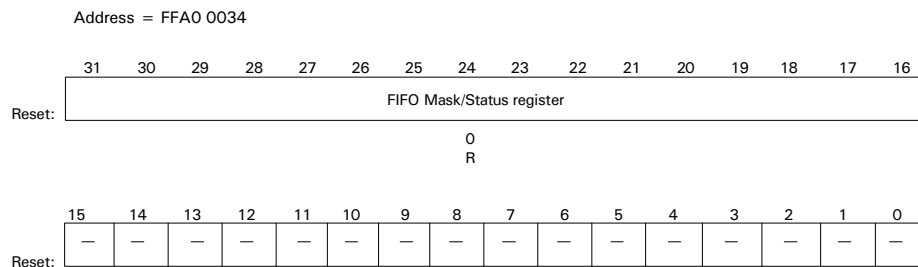 Address = FFA0 0034
31 30 29 28 27 26 25 24 23 22 21 20 19 18 17 16
FIFO Mask/Status register
Reset:
0
R
15 14 13 12 11 10 9 8 7 6 5 4 3 2 1 0
— — — — — — — — — — — — — — — —
Reset: